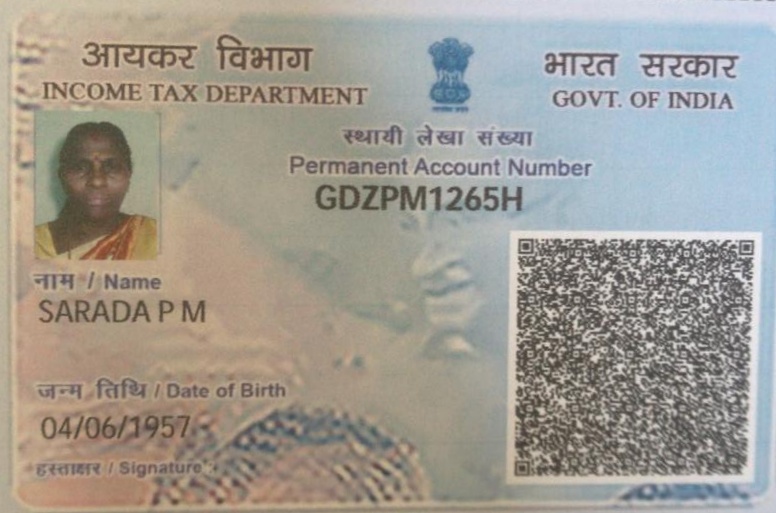 आयकर विभाग
INCOME TAX DEPARTMENT
भारत सरकार
GOVT. OF INDIA
स्थायी लेखा संख्या
Permanent Account Number
GDZPM1265H
नाम / Name
SARADA P M
जन्म तिथि / Date of Birth
04/06/1957
हस्ताक्षर / Signature